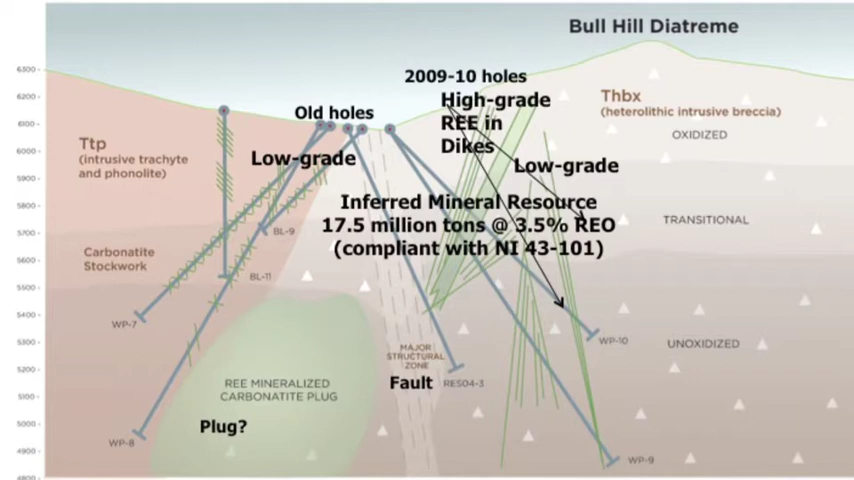 Bull Hill Diatreme
6300
6200
6100
6000
5900
5800
5700
5600
5500
5400
5300
5200
5100
5000
4900
4800
2009-10 holes
High-grade
REE in
Dikes
Old holes
Low-grade
Low-grade
Thbx
(heterolithic intrusive breccia)
OXIDIZED
Ttp
(intrusive trachyte
and phonolite)
Inferred Mineral Resource
17.5 million tons @ 3.5% REO
(compliant with NI 43-101)
TRANSITIONAL
BL-9
Carbonatite
Stockwork
BL-11
WP-7
WP-10
UNOXIDIZED
MAJOR
STRUCTURAL
ZONE
Fault
RES04-3
REE MINERALIZED
CARBONATITE PLUG
Plug?
WP-8
WP-9